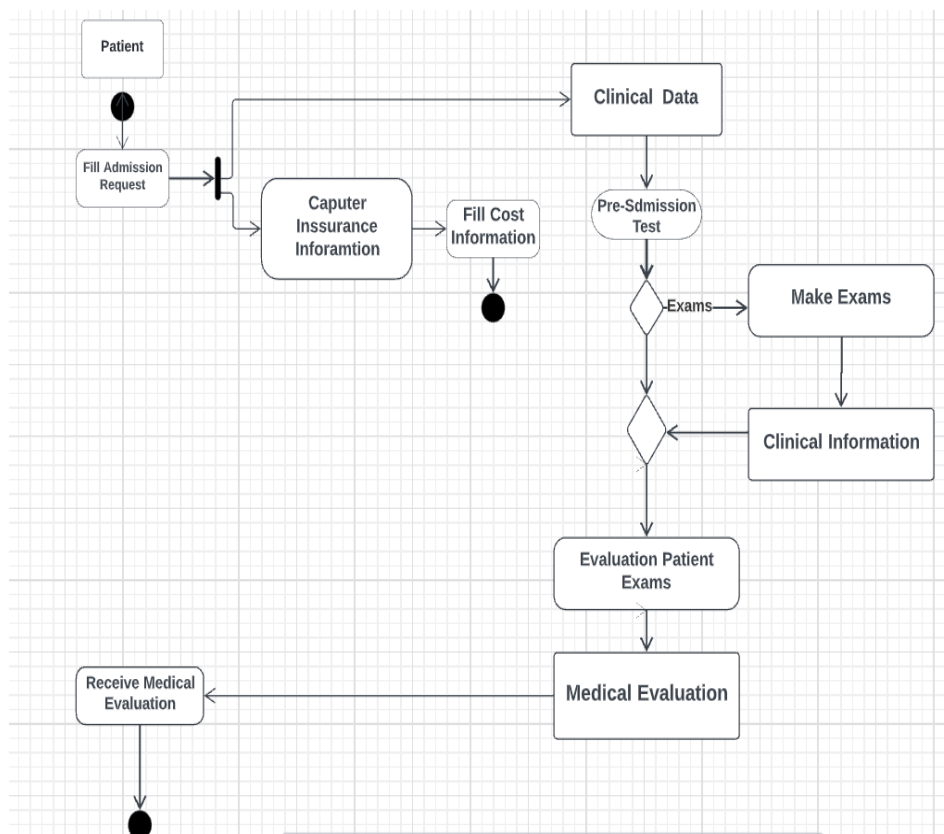 Patient
Fill Admission
Request
Clinical Data
Caputer
Inssurance
Inforamtion
Fill Cost
Information
Pre-Sdmission
Test
Exams
Make Exams
Clinical Information
Evaluation Patient
Exams
Medical Evaluation
Receive Medical
Evaluation